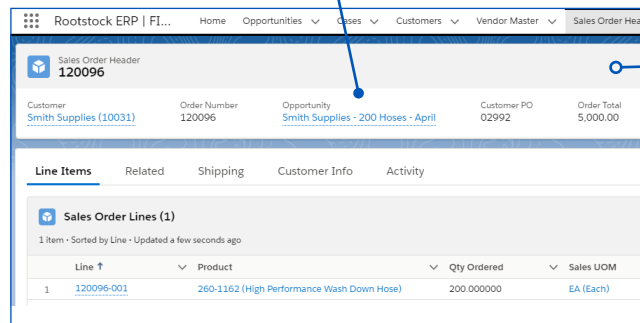 Rootstock ERP | FI... Home Opportunities Cases Customers Vendor Master Sales Order Hea
Sales Order Header
120096
Customer Order Number Opportunity Customer PO Order Total
Smith Supplies (10031) 120096 Smith Supplies - 200 Hoses - April 02992 5,000.00
Line Items Related Shipping Customer Info Activity
Sales Order Lines (1)
1 item • Sorted by Line • Updated a few seconds ago
Line ↑ Product Qty Ordered Sales UOM
1 120096-001 260-1162 (High Performance Wash Down Hose) 200.000000 EA (Each)